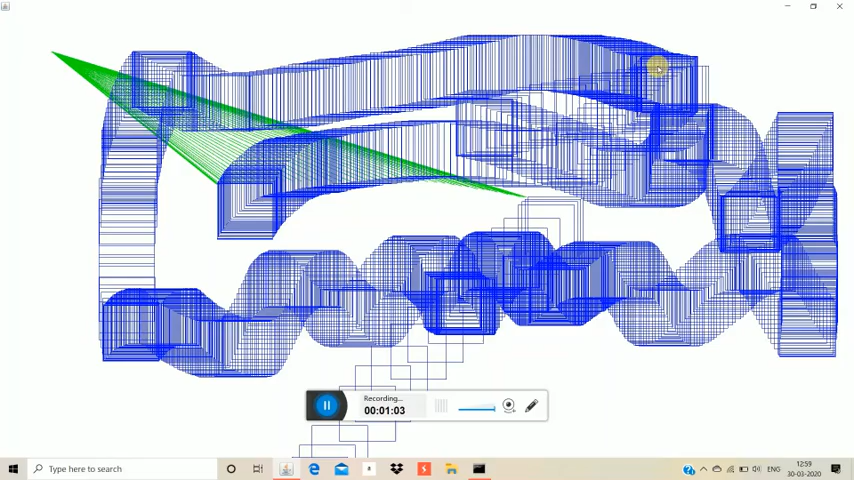 Recording...
00:01:03
Type here to search
ENG
12:59
30-03-2020